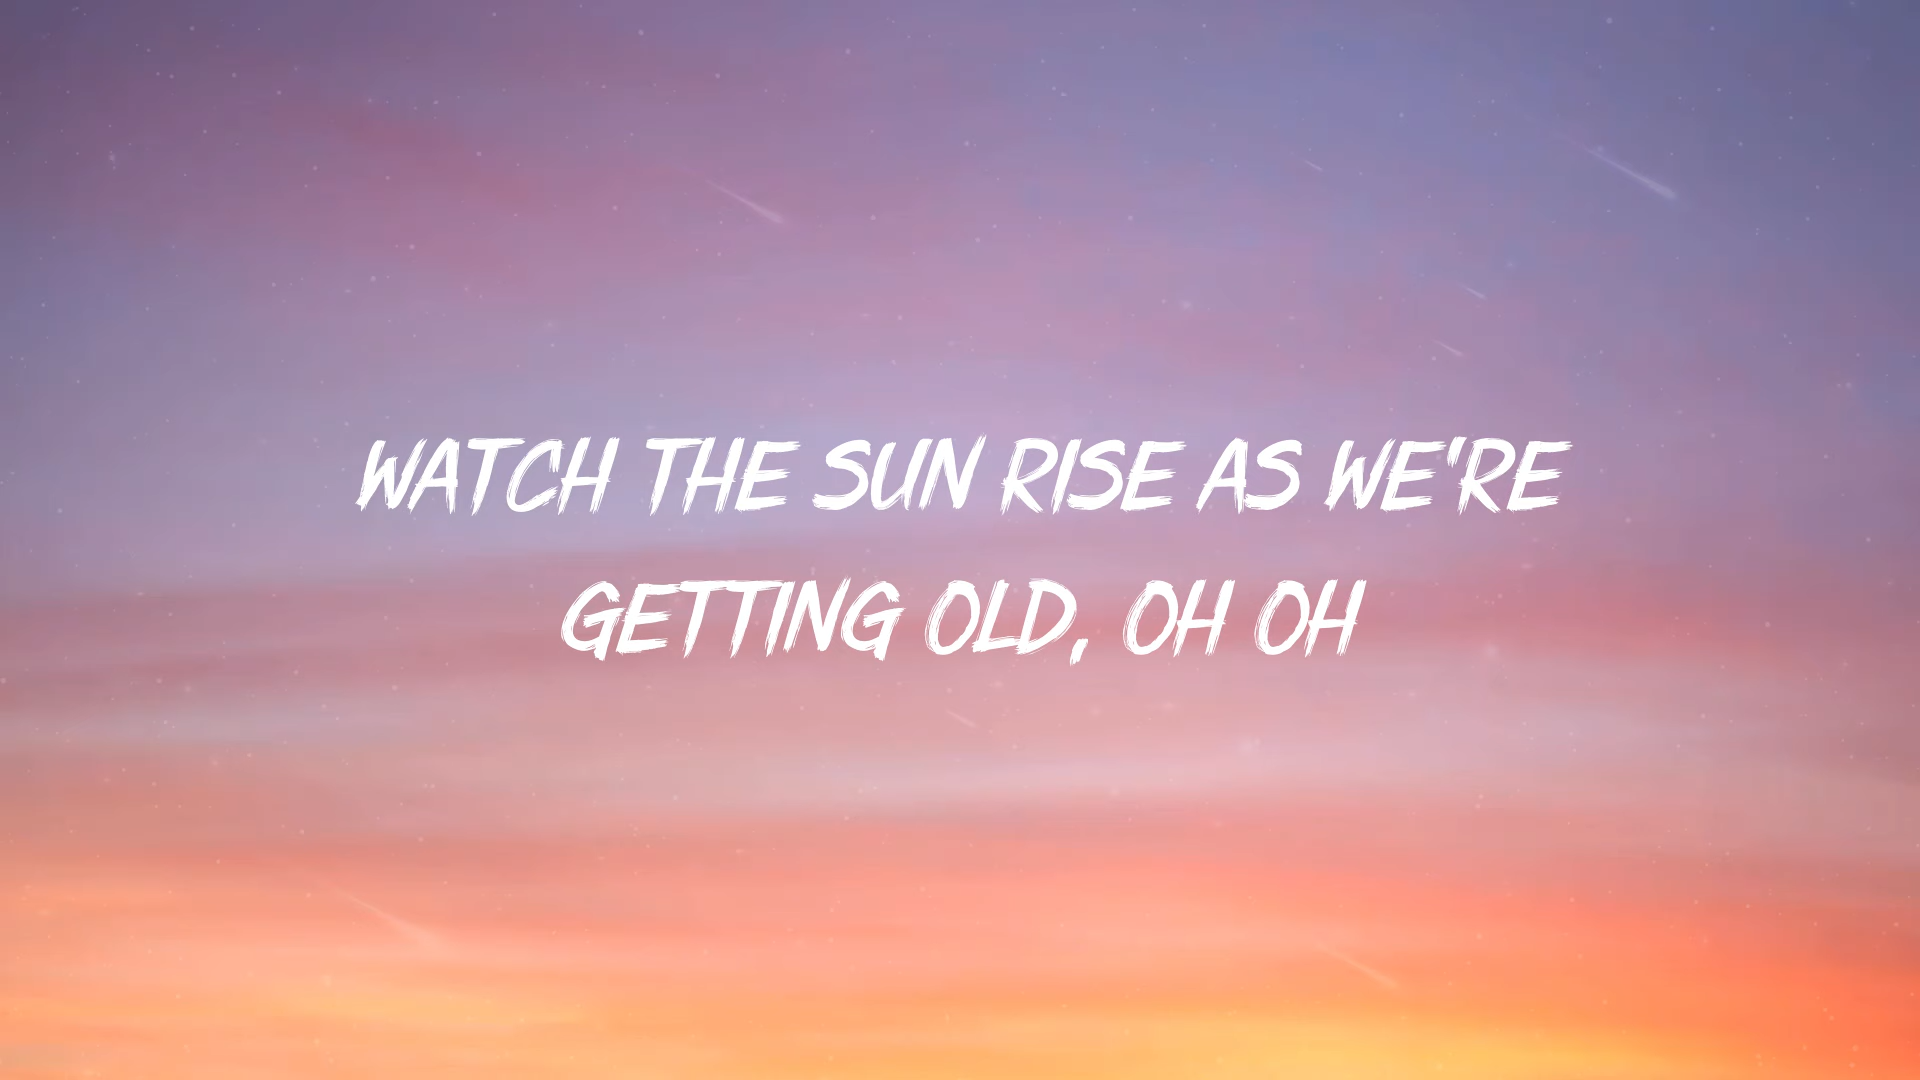 WATCH THE SUN RISE AS WE'RE
GETTING OLD, OH OH